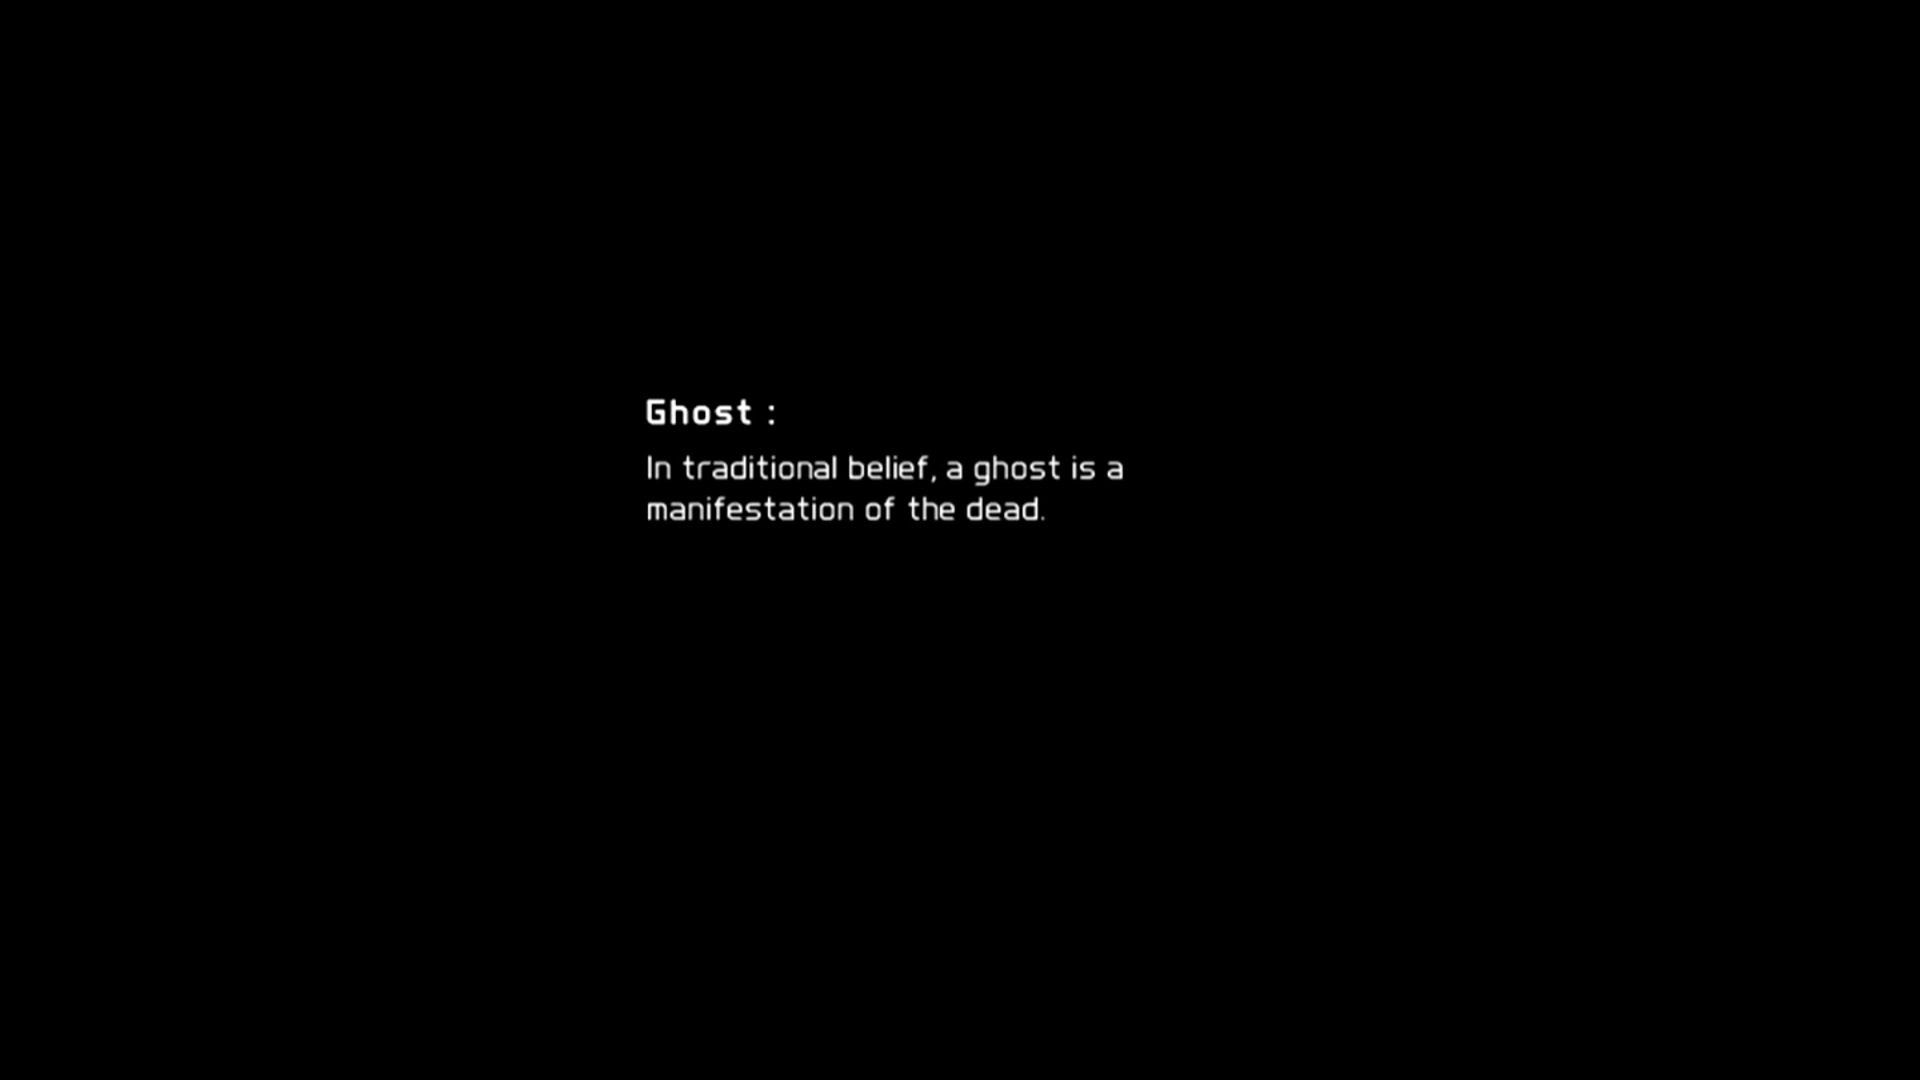 Ghost :
In traditional belief, a ghost is a
manifestation of the dead.